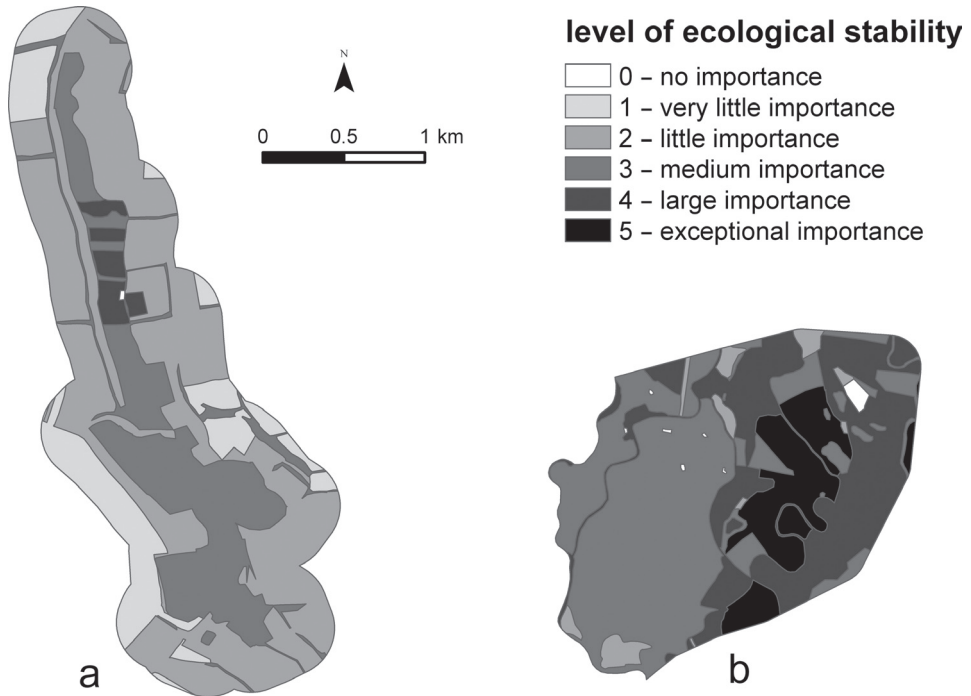 level of ecological stability
N
0 0.5 1 km
0 – no importance
1 – very little importance
2 – little importance
3 – medium importance
4 – large importance
5 – exceptional importance
a
b